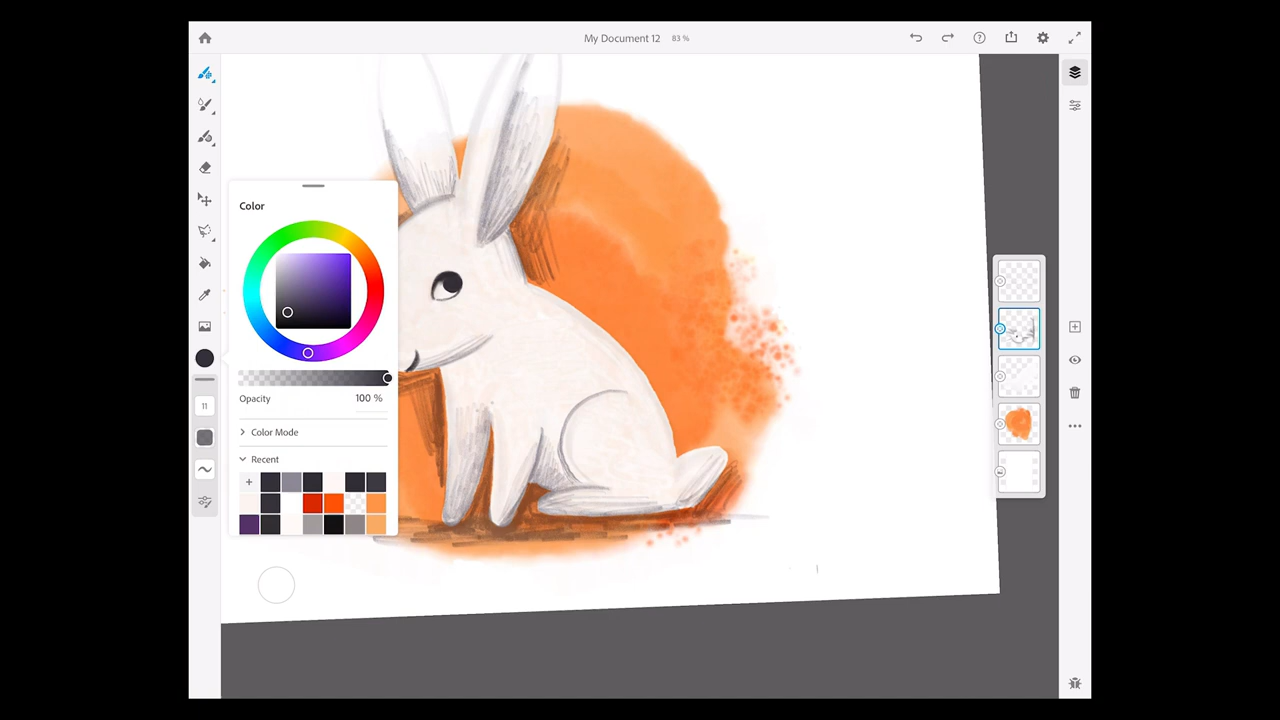 My Document 12 83 %
Color
11
Opacity 100 %
Color Mode
Recent